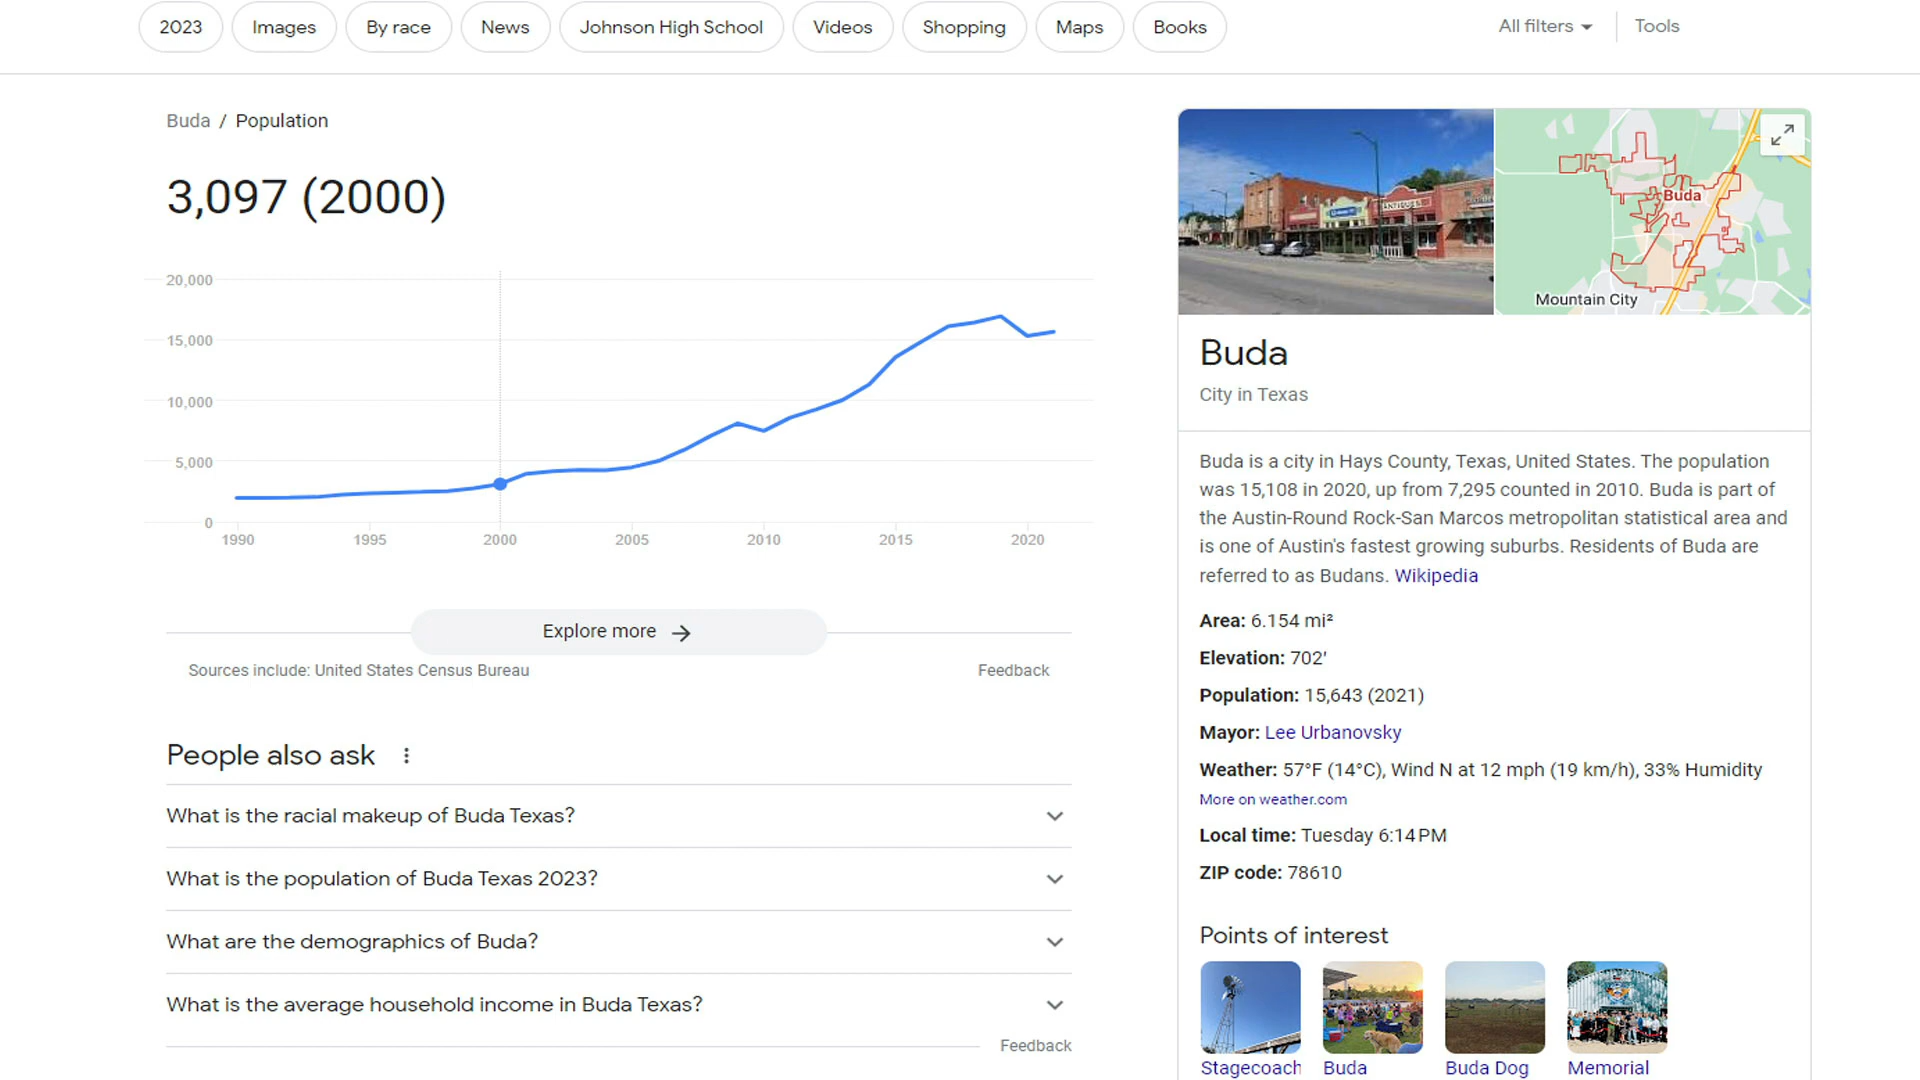 2023 Images By race News Johnson High School Videos Shopping Maps Books All filters Tools
Buda / Population
3,097 (2000)
20,000
15,000
10,000
5,000
0
1990 1995 2000 2005 2010 2015 2020
Explore more
Sources include: United States Census Bureau Feedback
People also ask
What is the racial makeup of Buda Texas?
What is the population of Buda Texas 2023?
What are the demographics of Buda?
What is the average household income in Buda Texas?
Feedback
ANTIQUES
Buda
Mountain City
Buda
City in Texas
Buda is a city in Hays County, Texas, United States. The population
was 15,108 in 2020, up from 7,295 counted in 2010. Buda is part of
the Austin-Round Rock-San Marcos metropolitan statistical area and
is one of Austin's fastest growing suburbs. Residents of Buda are
referred to as Budans. Wikipedia
Area: 6.154 mi²
Elevation: 702′
Population: 15,643 (2021)
Mayor: Lee Urbanovsky
Weather: 57°F (14°C), Wind N at 12 mph (19 km/h), 33% Humidity
More on weather.com
Local time: Tuesday 6:14 PM
ZIP code: 78610
Points of interest
Stagecoach Buda Buda Dog Memorial